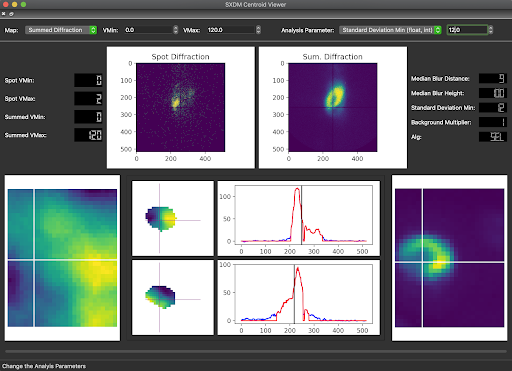 SXDM Centroid Viewer
Map: Summed Diffraction VMin: 0.0 VMax: 120.0 Analysis Parameter: Standard Deviation Min (float, int) 12.0
Spot Diffraction
Sum. Diffraction
0
100
200
300
400
500
0 200 400
0
100
200
300
400
500
0 200 400
Spot VMin: 0
Spot VMax: 2
Summed VMin: 0
Summed VMax: 120
Median Blur Distance: 9
Median Blur Height: 100
Standard Deviation Min: 12
Background Multiplier: 1
Alg: SEL
100
50
0
0 100 200 300 400 500
100
50
0
0 100 200 300 400 500
Change the Analyis Parameters